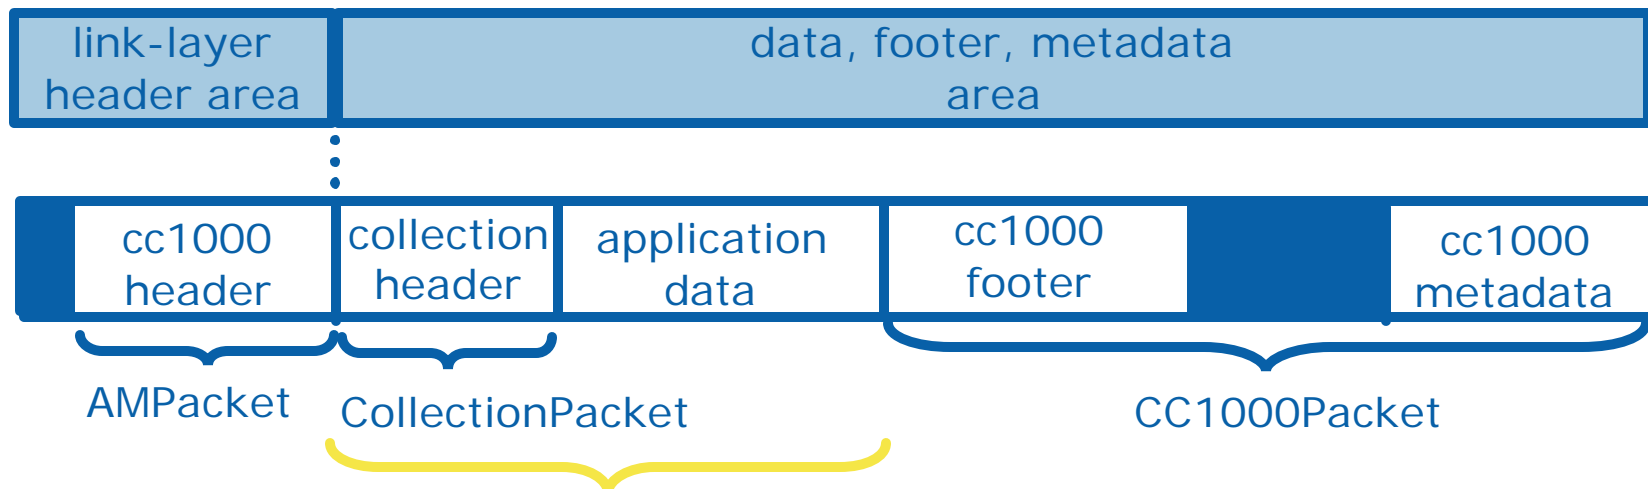 link-layer
header area
data, footer, metadata
area
cc1000
header
collection
header
application
data
cc1000
footer
cc1000
metadata
AMPacket
CollectionPacket
CC1000Packet